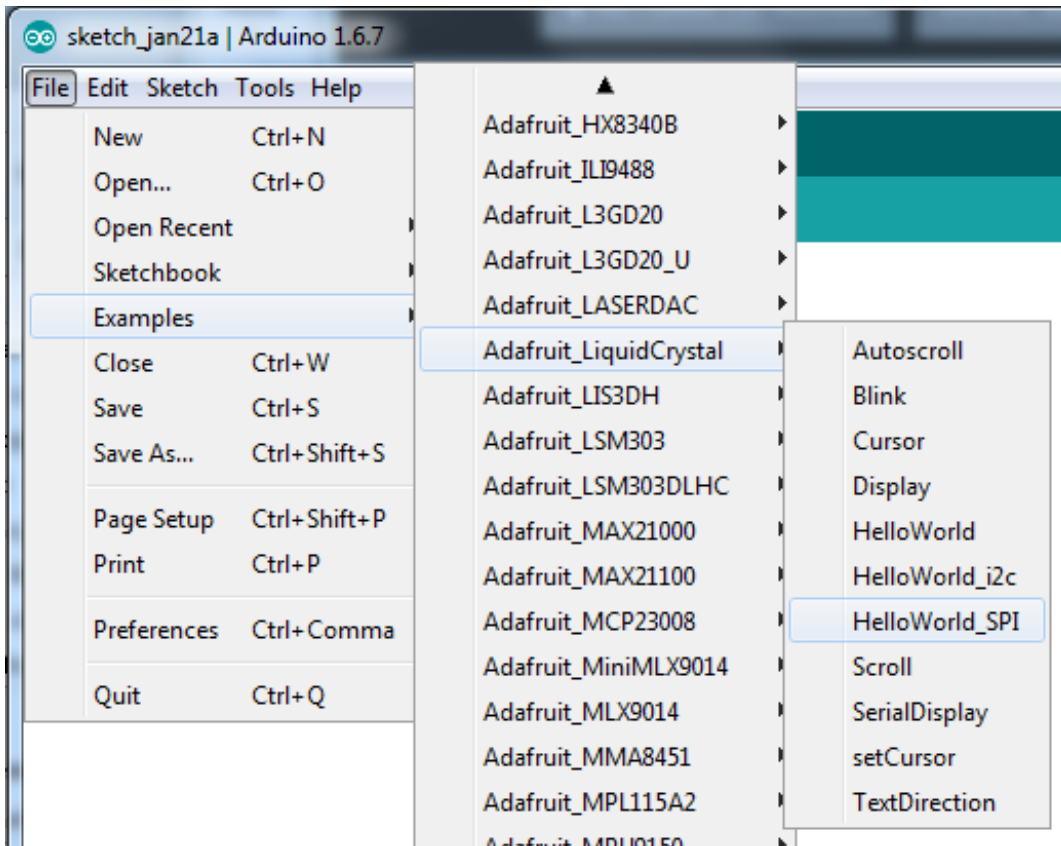 sketch_jan21a | Arduino 1.6.7
File Edit Sketch Tools Help
New Ctrl+N
Open... Ctrl+O
Open Recent
Sketchbook
Examples
Close Ctrl+W
Save Ctrl+S
Save As... Ctrl+Shift+S
Page Setup Ctrl+Shift+P
Print Ctrl+P
Preferences Ctrl+Comma
Quit Ctrl+Q
Adafruit_HX8340B
Adafruit_ILI9488
Adafruit_L3GD20
Adafruit_L3GD20_U
Adafruit_LASERDAC
Adafruit_LiquidCrystal
Adafruit_LIS3DH
Adafruit_LSM303
Adafruit_LSM303DLHC
Adafruit_MAX21000
Adafruit_MAX21100
Adafruit_MCP23008
Adafruit_MiniMLX9014
Adafruit_MLX9014
Adafruit_MMA8451
Adafruit_MPL115A2
Adafruit_MPU9150
Autoscroll
Blink
Cursor
Display
HelloWorld
HelloWorld_i2c
HelloWorld_SPI
Scroll
SerialDisplay
setCursor
TextDirection